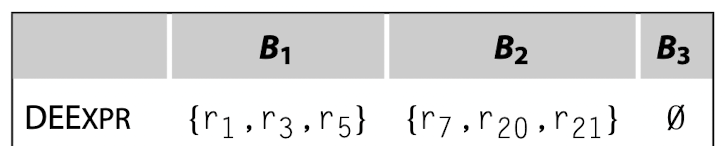 B₁ B₂ B₃
DEEXPR {r₁,r₃,r₅} {r₇,r₂₀,r₂₁} ∅